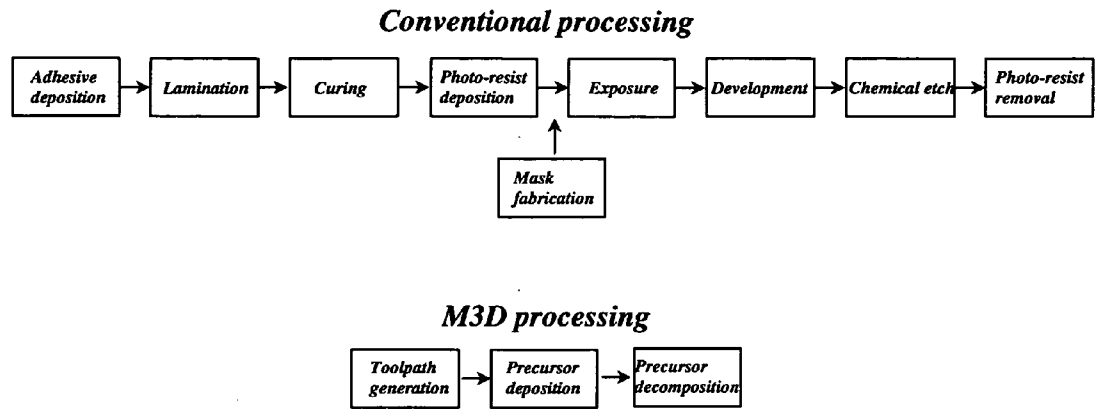 Conventional processing
Adhesive
deposition
Lamination
Curing
Photo-resist
deposition
Exposure
Development
Chemical etch
Photo-resist
removal
Mask
fabrication
M3D processing
Toolpath
generation
Precursor
deposition
Precursor
decomposition